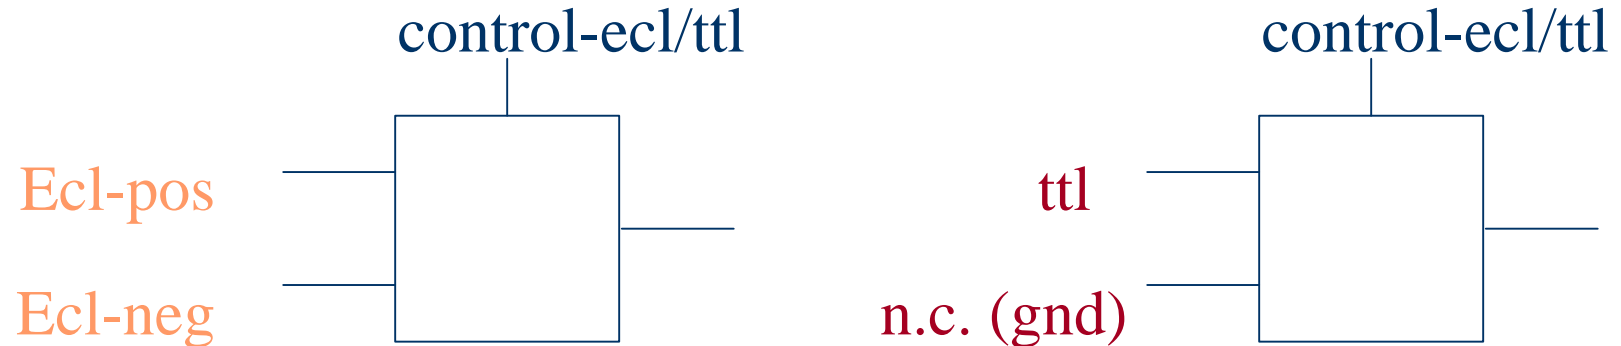 control-ecl/ttl
Ecl-pos
Ecl-neg
control-ecl/ttl
ttl
n.c. (gnd)